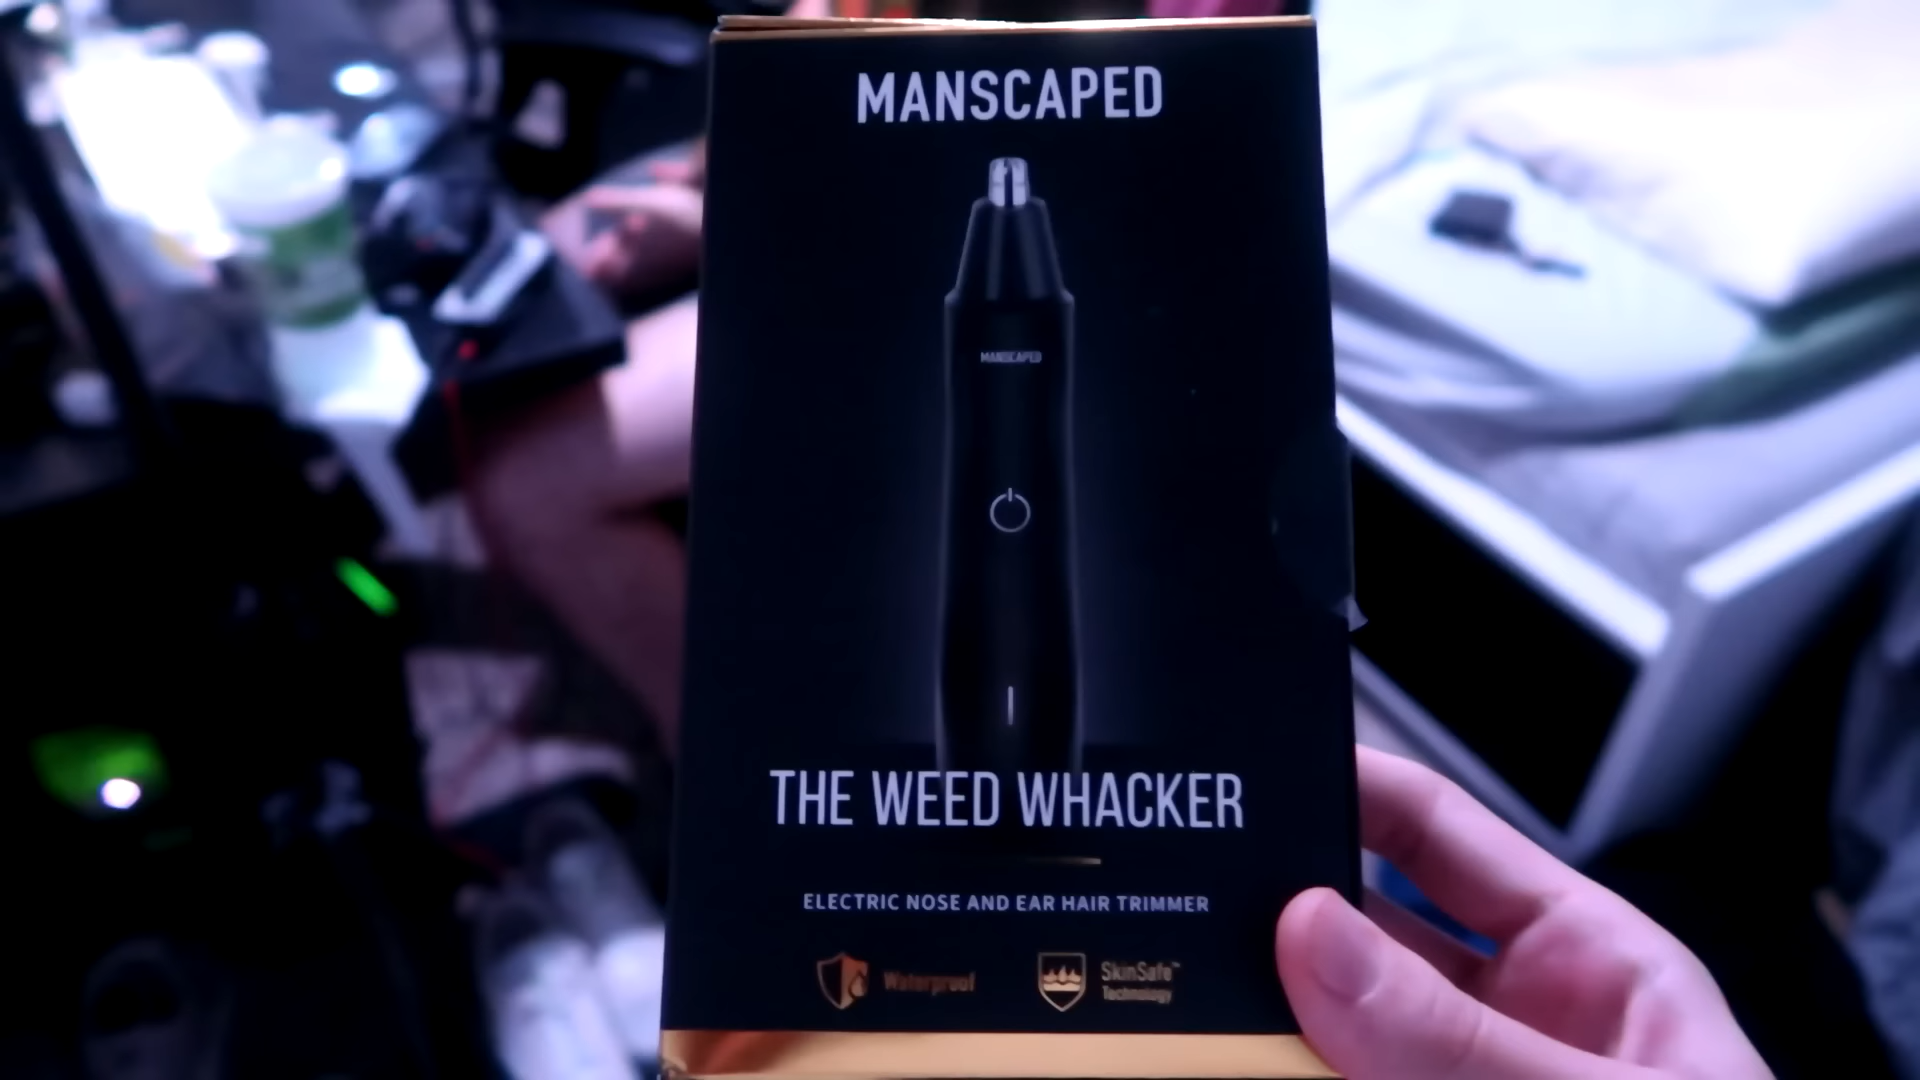 MANSCAPED
MANSCAPED
THE WEED WHACKER
ELECTRIC NOSE AND EAR HAIR TRIMMER
Waterproof
SkinSafe™
Technology